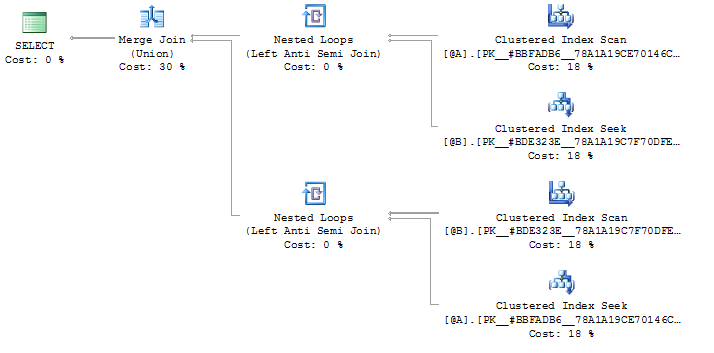 SELECT
Cost: 0 %
Merge Join
(Union)
Cost: 30 %
Nested Loops
(Left Anti Semi Join)
Cost: 0 %
Clustered Index Scan
[@A].[PK__#BBFADB6__78A1A19CE70146C…
Cost: 18 %
Clustered Index Seek
[@B].[PK__#BDE323E__78A1A19C7F70DFE…
Cost: 18 %
Nested Loops
(Left Anti Semi Join)
Cost: 0 %
Clustered Index Scan
[@B].[PK__#BDE323E__78A1A19C7F70DFE…
Cost: 18 %
Clustered Index Seek
[@A].[PK__#BBFADB6__78A1A19CE70146C…
Cost: 18 %